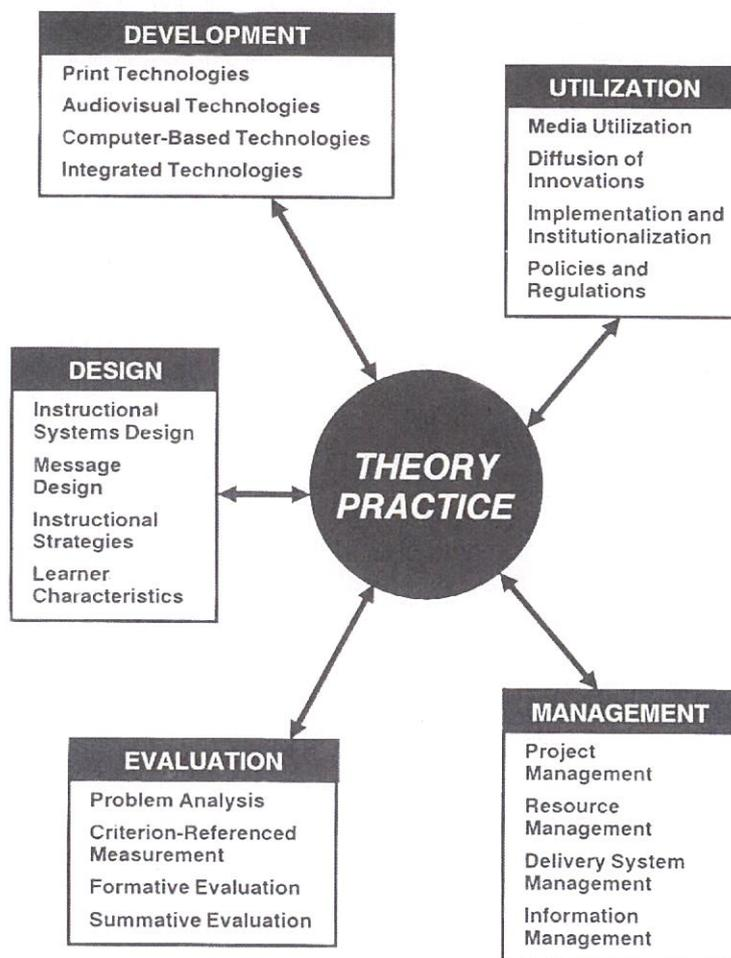 DEVELOPMENT
Print Technologies
Audiovisual Technologies
Computer-Based Technologies
Integrated Technologies
UTILIZATION
Media Utilization
Diffusion of
Innovations
Implementation and
Institutionalization
Policies and
Regulations
DESIGN
Instructional
Systems Design
Message
Design
Instructional
Strategies
Learner
Characteristics
THEORY
PRACTICE
EVALUATION
Problem Analysis
Criterion-Referenced
Measurement
Formative Evaluation
Summative Evaluation
MANAGEMENT
Project
Management
Resource
Management
Delivery System
Management
Information
Management